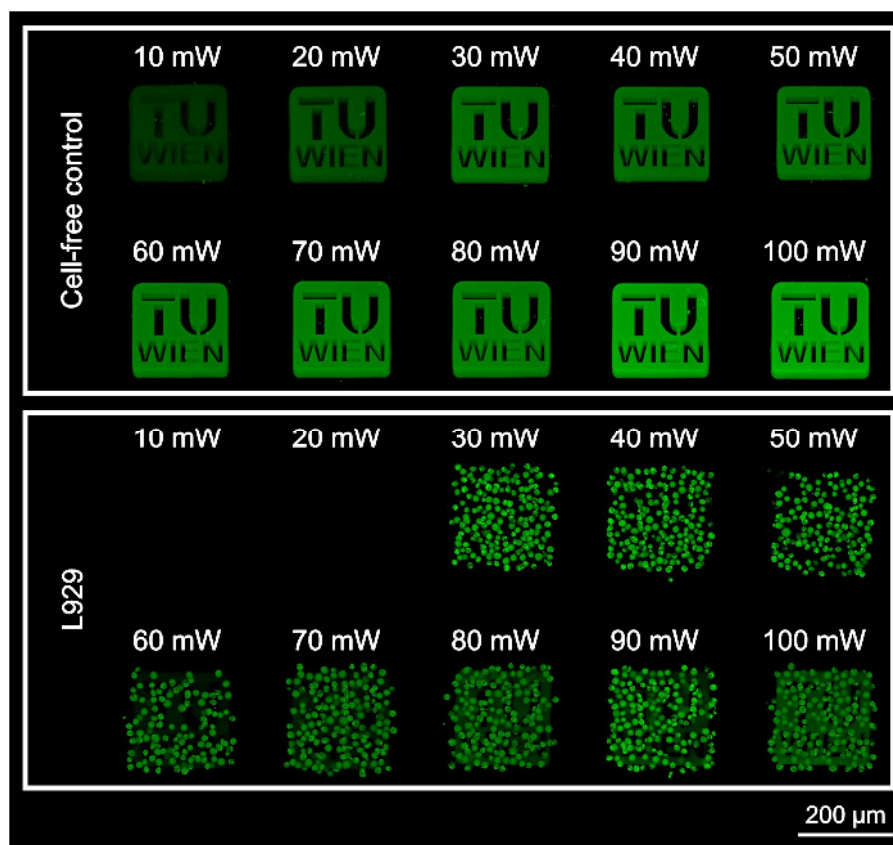 10 mW 20 mW 30 mW 40 mW 50 mW
Cell-free control
TU TU TU TU TU
WIEN WIEN WIEN WIEN WIEN
60 mW 70 mW 80 mW 90 mW 100 mW
TU TU TU TU TU
WIEN WIEN WIEN WIEN WIEN
10 mW 20 mW 30 mW 40 mW 50 mW
L929
60 mW 70 mW 80 mW 90 mW 100 mW
200 µm